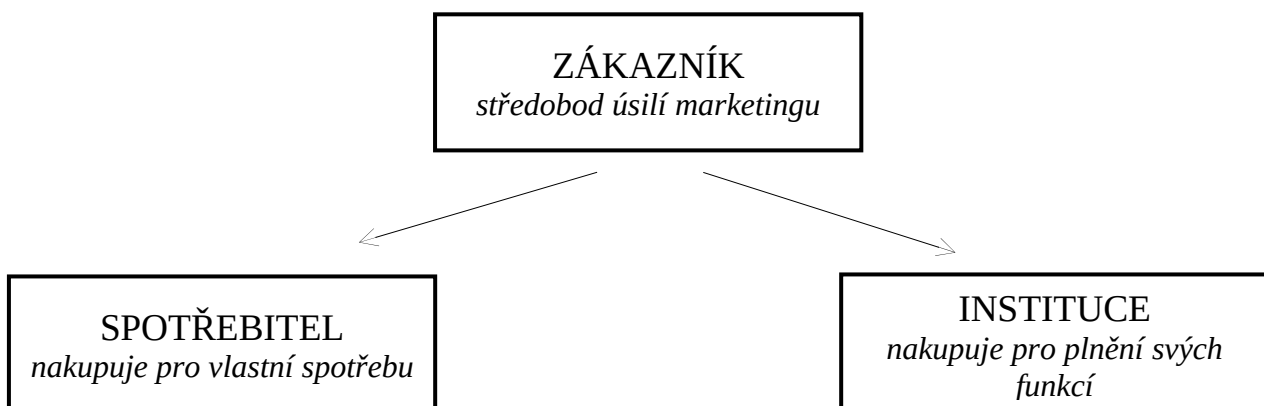 ZÁKAZNÍK
středobod úsilí marketingu
SPOTŘEBITEL
nakupuje pro vlastní spotřebu
INSTITUCE
nakupuje pro plnění svých
funkcí